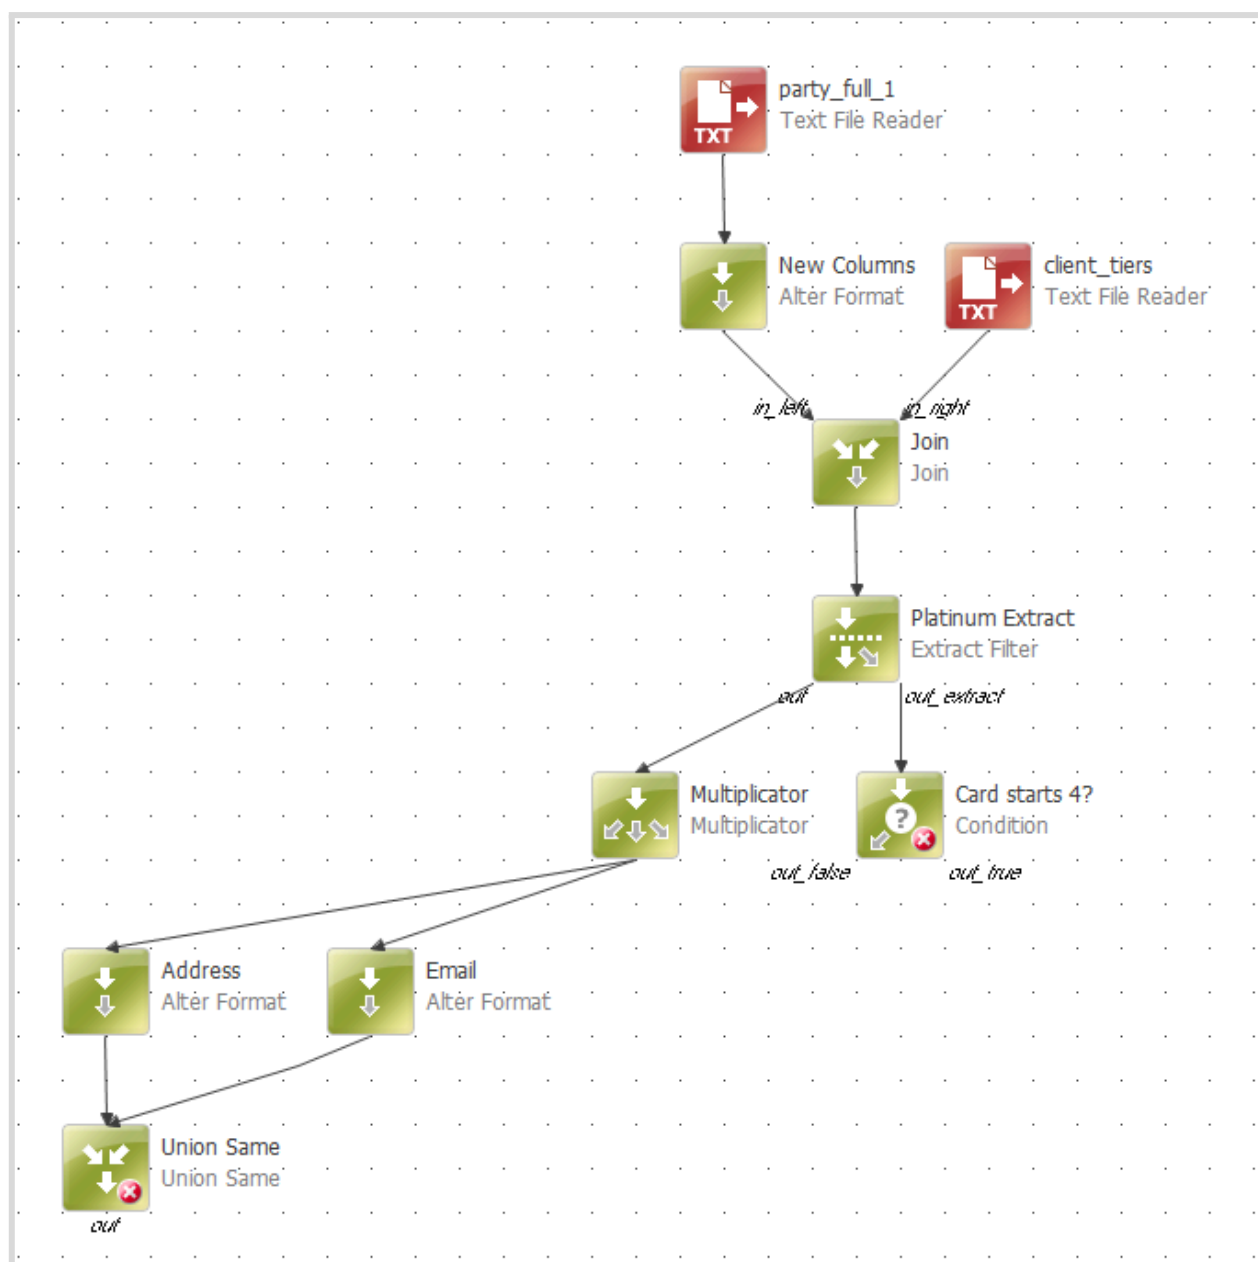 party_full_1
Text File Reader
TXT
New Columns
Alter Format
client_tiers
Text File Reader
TXT
in_left
in_right
Join
Join
Platinum Extract
Extract Filter
out
out_extract
Multiplicator
Multiplicator
Card starts 4?
Condition
?
out_false
out_true
Address
Alter Format
Email
Alter Format
Union Same
Union Same
out